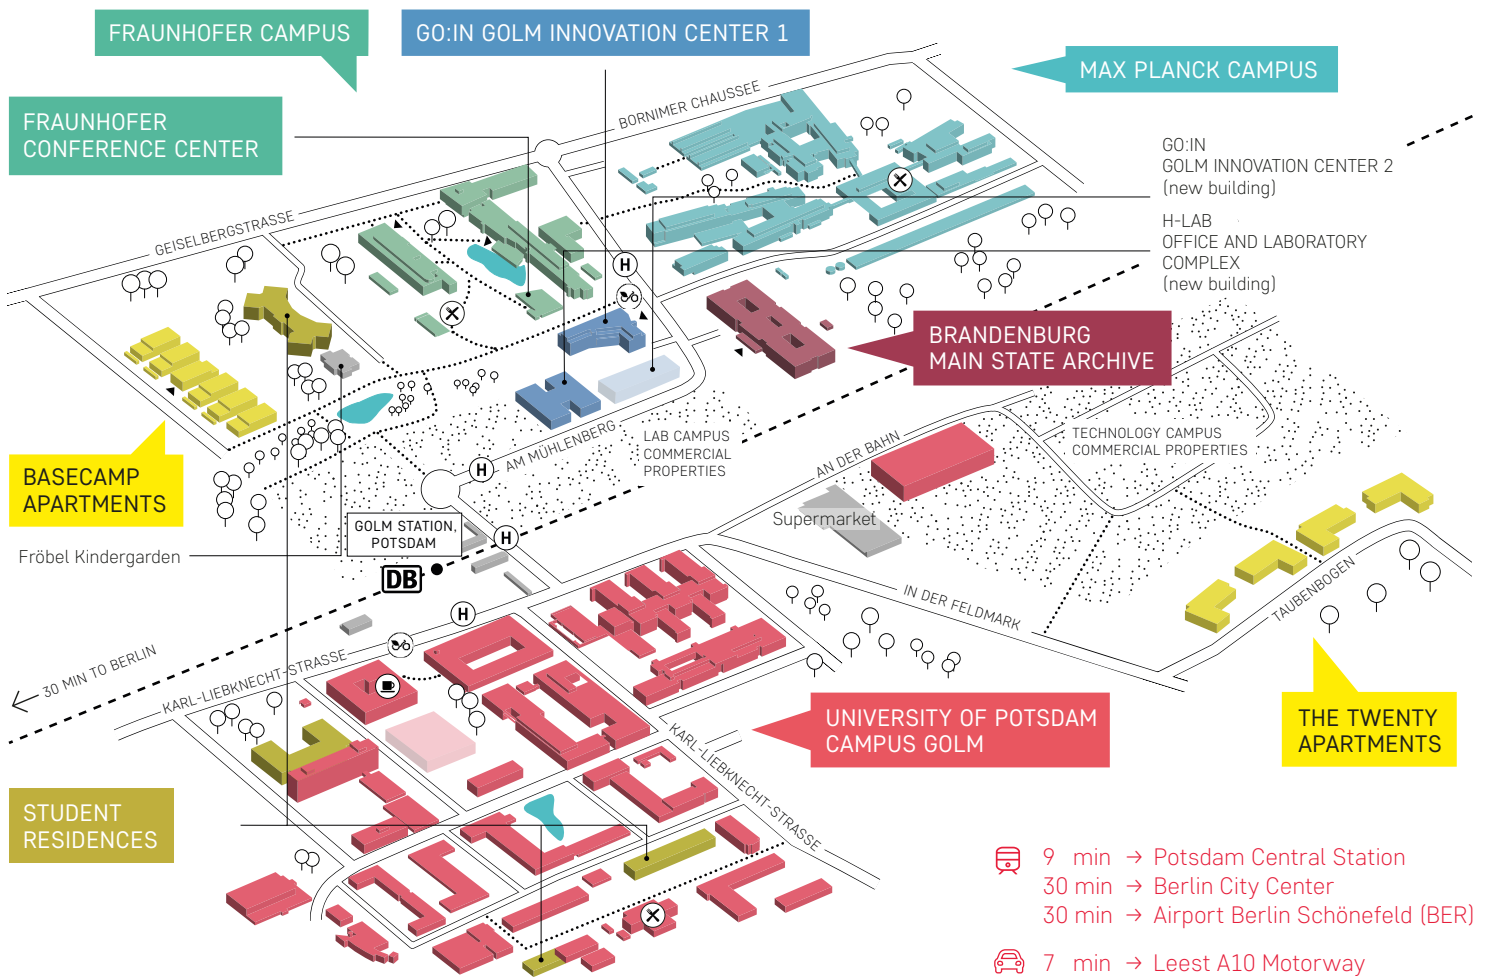 FRAUNHOFER CAMPUS
GO:IN GOLM INNOVATION CENTER 1
MAX PLANCK CAMPUS
FRAUNHOFER
CONFERENCE CENTER
BORNIMER CHAUSSEE
GO:IN
GOLM INNOVATION CENTER 2
(new building)
H-LAB
OFFICE AND LABORATORY
COMPLEX
(new building)
GEISELBERGSTRASSE
H
BRANDENBURG
MAIN STATE ARCHIVE
AM MÜHLENBERG
H
LAB CAMPUS
COMMERCIAL
PROPERTIES
AN DER BAHN
TECHNOLOGY CAMPUS
COMMERCIAL PROPERTIES
BASECAMP
APARTMENTS
Supermarket
GOLM STATION,
POTSDAM
H
Fröbel Kindergarden
DB
IN DER FELDMARK
TAUBENBOGEN
H
30 MIN TO BERLIN
KARL-LIEBKNECHT-STRASSE
UNIVERSITY OF POTSDAM
CAMPUS GOLM
THE TWENTY
APARTMENTS
KARL-LIEBKNECHT-STRASSE
STUDENT
RESIDENCES
9 min → Potsdam Central Station
30 min → Berlin City Center
30 min → Airport Berlin Schönefeld (BER)
7 min → Leest A10 Motorway